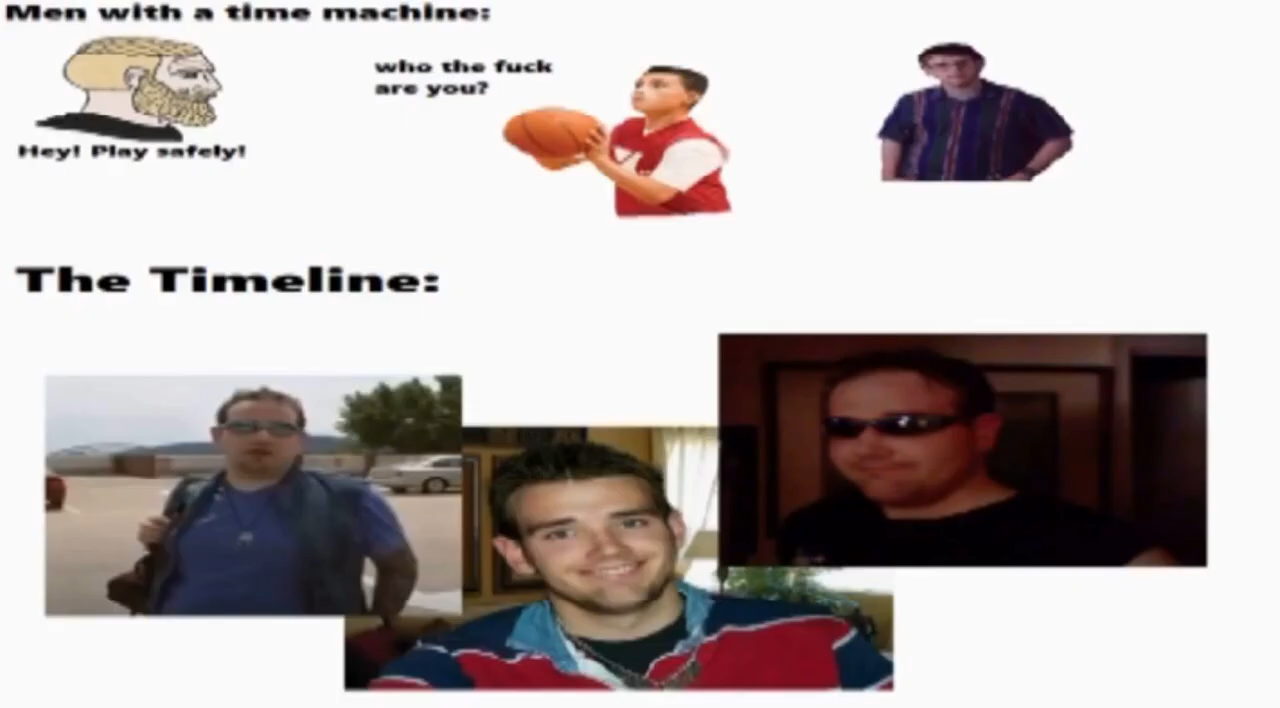 Men with a time machine:
who the fuck
are you?
Hey! Play safely!
The Timeline: